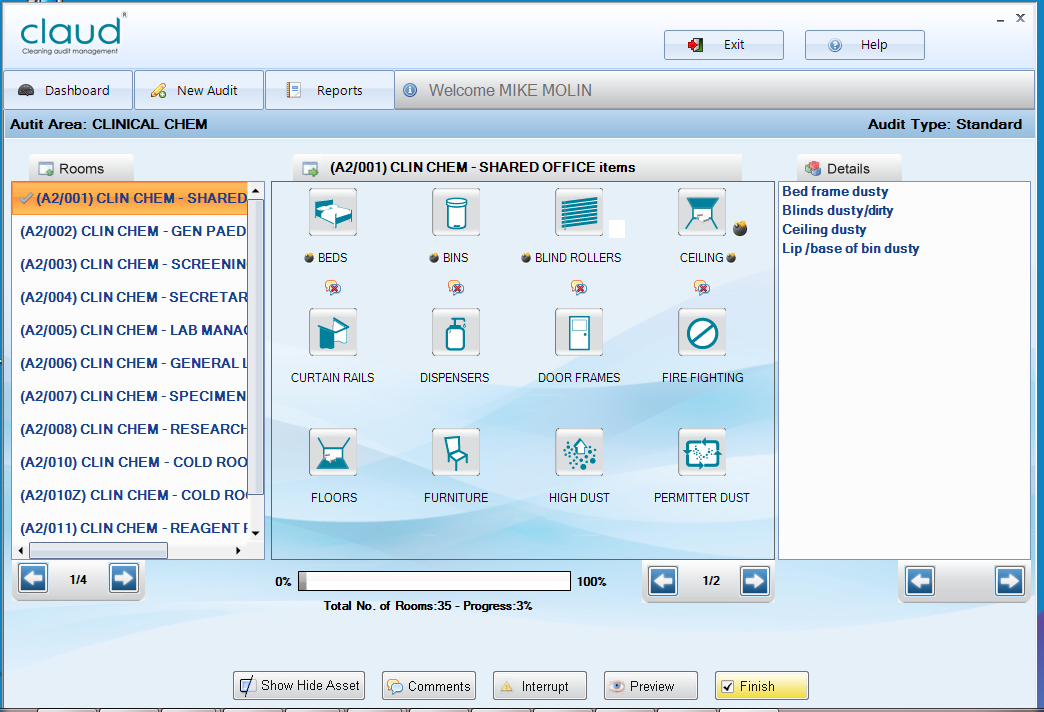 claud®
Cleaning audit management
Exit
Help
Dashboard
New Audit
Reports
Welcome MIKE MOLIN
Autit Area: CLINICAL CHEM
Audit Type: Standard
Rooms
(A2/001) CLIN CHEM - SHARED
(A2/002) CLIN CHEM - GEN PAED
(A2/003) CLIN CHEM - SCREENIN
(A2/004) CLIN CHEM - SECRETAR
(A2/005) CLIN CHEM - LAB MANAG
(A2/006) CLIN CHEM - GENERAL L
(A2/007) CLIN CHEM - SPECIMEN
(A2/008) CLIN CHEM - RESEARCH
(A2/010) CLIN CHEM - COLD ROO
(A2/010Z) CLIN CHEM - COLD RO
(A2/011) CLIN CHEM - REAGENT
1/4
(A2/001) CLIN CHEM - SHARED OFFICE items
BEDS
BINS
BLIND ROLLERS
CEILING
CURTAIN RAILS
DISPENSERS
DOOR FRAMES
FIRE FIGHTING
FLOORS
FURNITURE
HIGH DUST
PERMITTER DUST
0%
100%
1/2
Total No. of Rooms:35 - Progress:3%
Details
Bed frame dusty
Blinds dusty/dirty
Ceiling dusty
Lip /base of bin dusty
Show Hide Asset
Comments
Interrupt
Preview
Finish